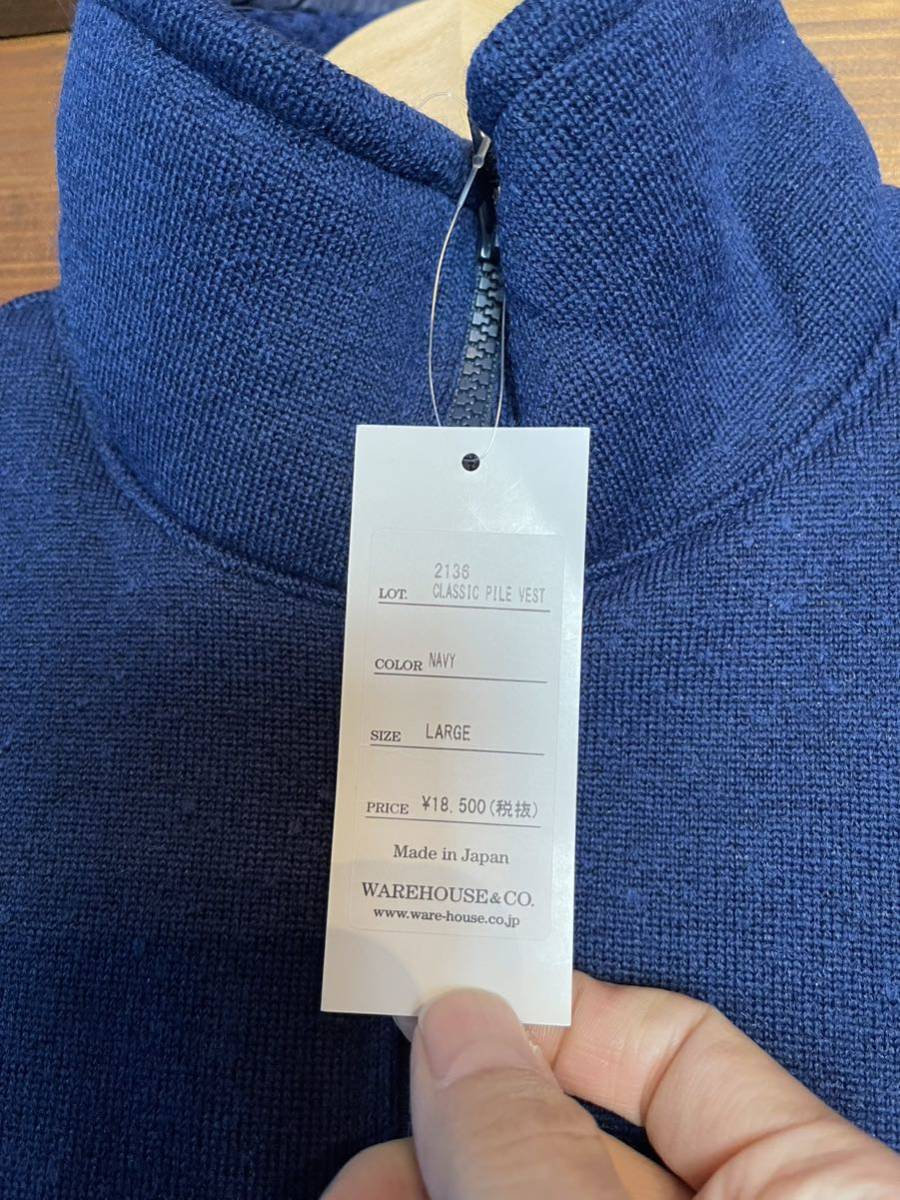 2136
LOT. CLASSIC PILE VEST
COLOR NAVY
SIZE LARGE
PRICE ¥18.500(税抜)
Made in Japan
WAREHOUSE & CO.
www.ware-house.co.jp